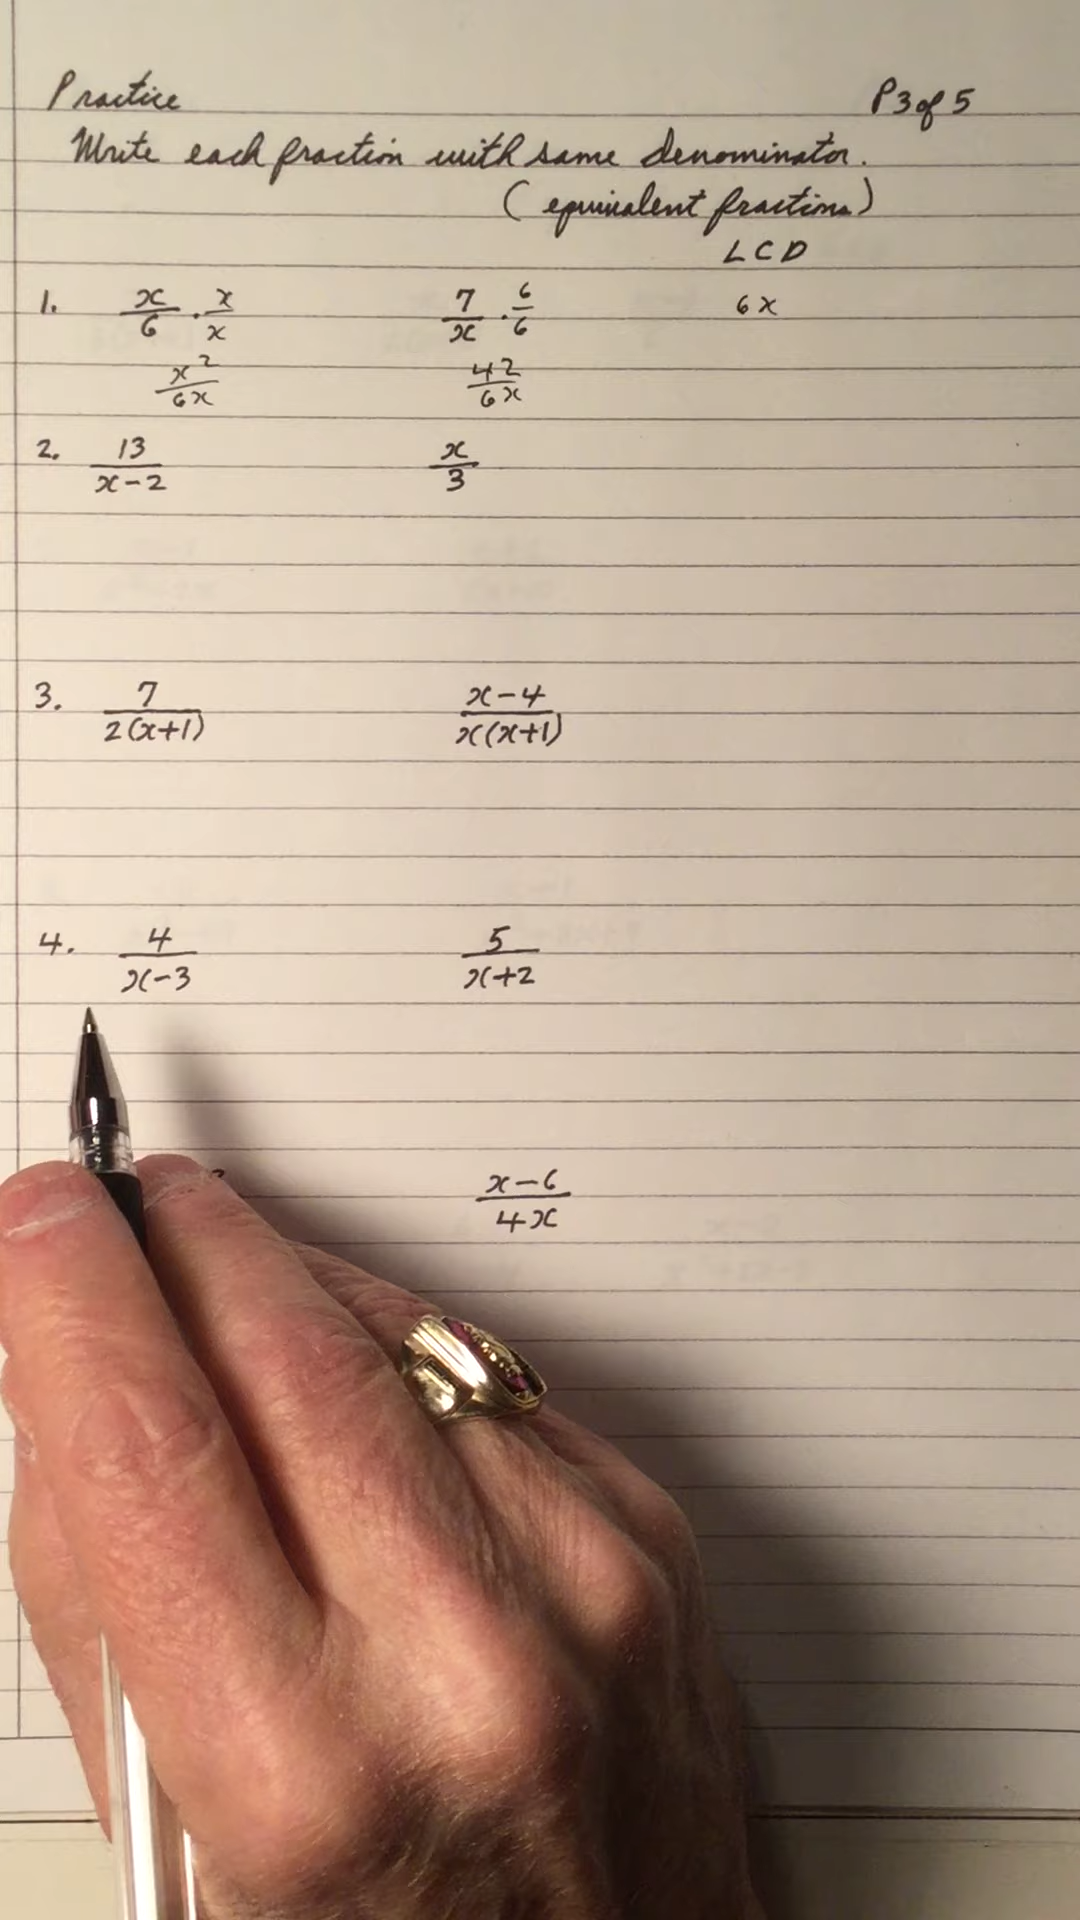 Practice P3 of 5
Write each fraction with same denominator.
(equivalent fractions)
LCD
1. x/6 · x/x 7/x · 6/6 6x
x²/6x 42/6x
2. 13/x-2 x/3
3. 7/2(x+1) x-4/x(x+1)
4. 4/x-3 5/x+2
x-6/4x